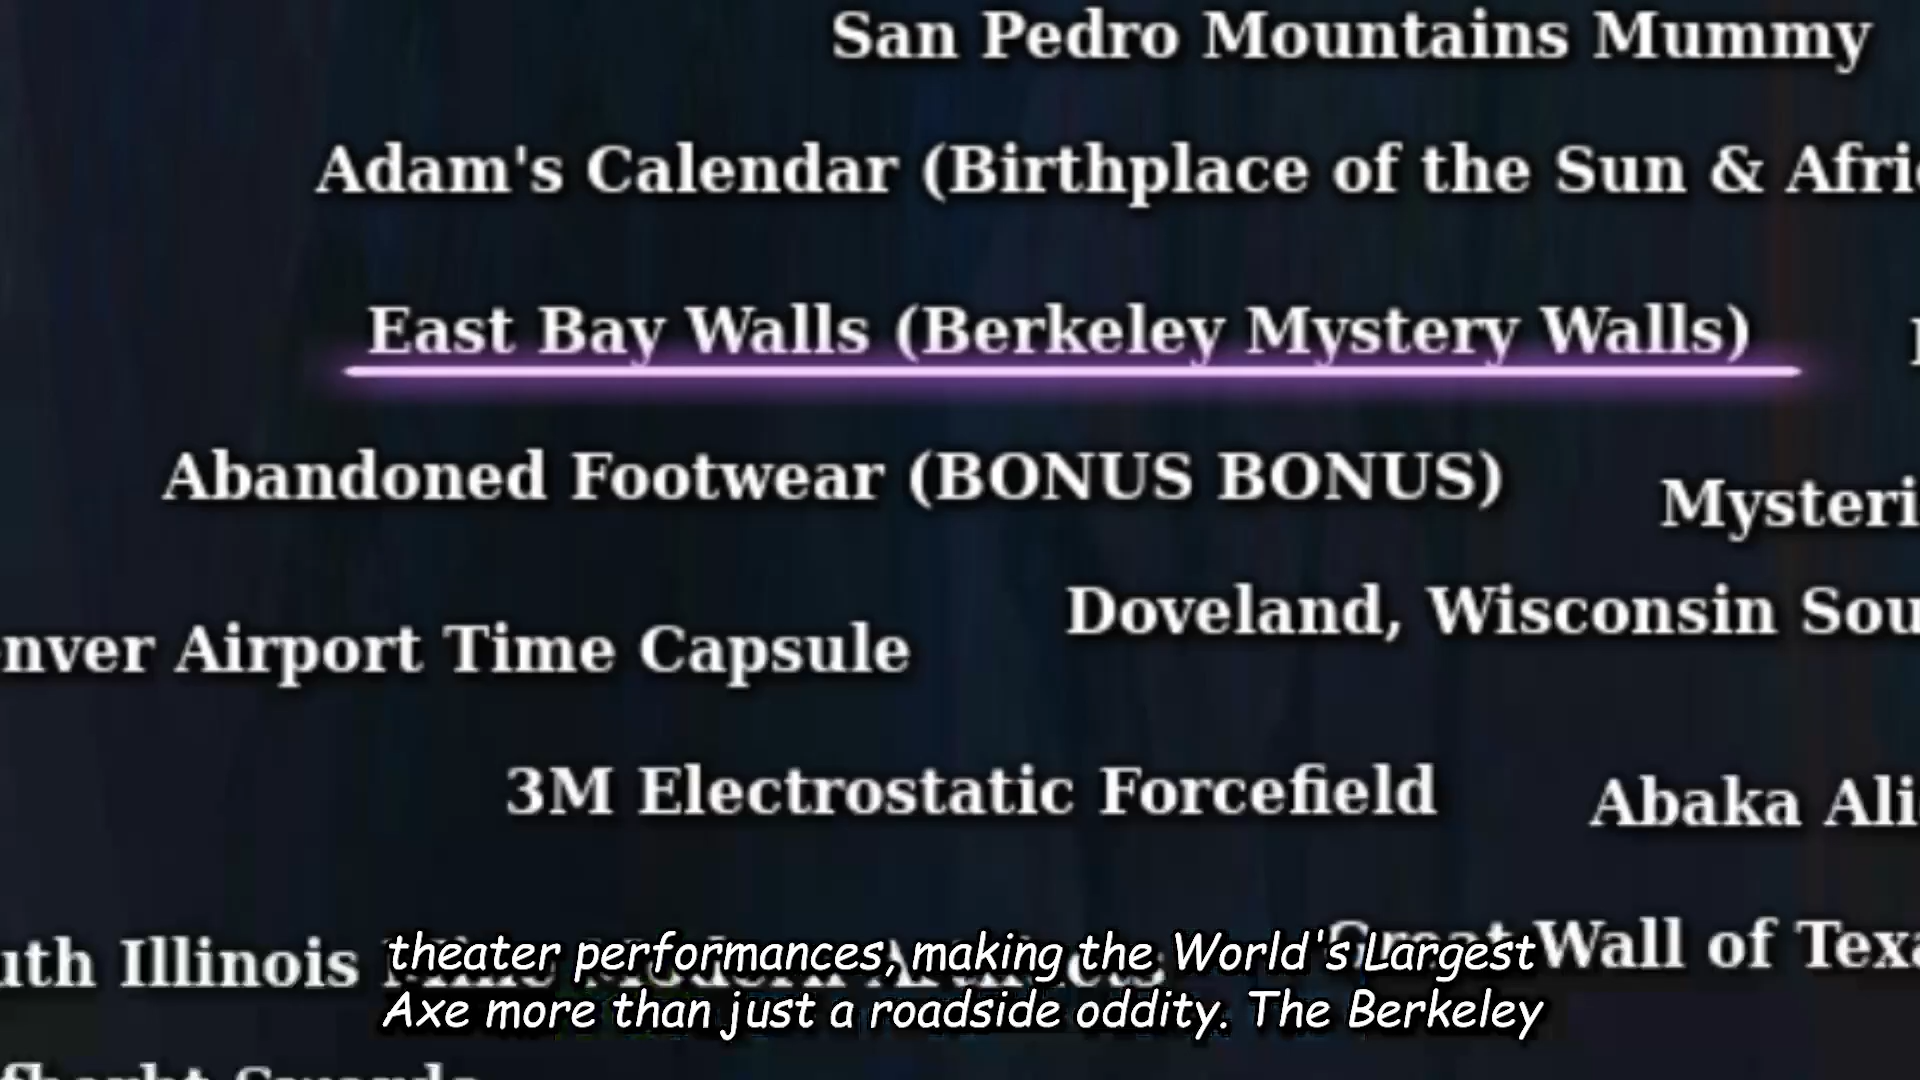 San Pedro Mountains Mummy
Adam's Calendar (Birthplace of the Sun &
East Bay Walls (Berkeley Mystery Walls)
Abandoned Footwear (BONUS BONUS)
Mysteri
Doveland, Wisconsin Sou
nver Airport Time Capsule
3M Electrostatic Forcefield
Abaka Ali
Great Wall of Texa
uth Illinois
theater performances, making the World's Largest
Axe more than just a roadside oddity. The Berkeley